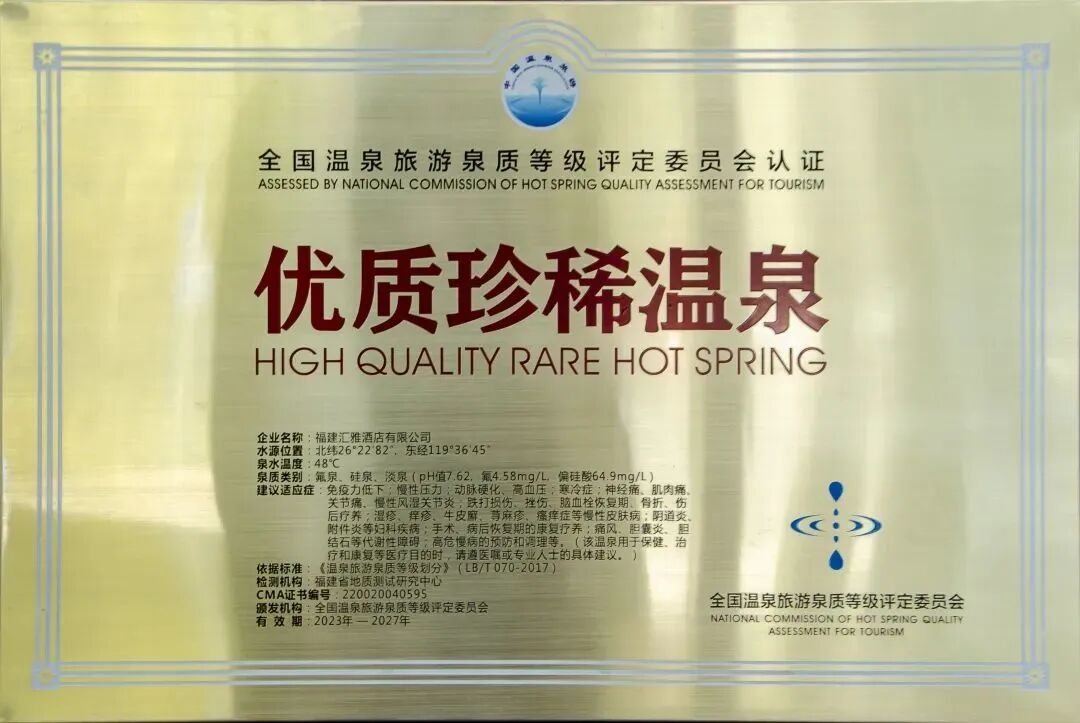 中国温泉旅游
全国温泉旅游泉质等级评定委员会认证
ASSESSED BY NATIONAL COMMISSION OF HOT SPRING QUALITY ASSESSMENT FOR TOURISM
优质珍稀温泉
HIGH QUALITY RARE HOT SPRING
企业名称：福建汇雅酒店有限公司
水源位置：北纬26°22′82″，东经119°36′45″
泉水温度：48℃
泉质类别：氟泉、硅泉、淡泉（pH值7.62，氟4.58mg/L，偏硅酸64.9mg/L）
建议适应症：免疫力低下；慢性压力；动脉硬化、高血压；寒冷症；神经痛、肌肉痛、
关节痛、慢性风湿关节炎；跌打损伤、挫伤、脑血栓恢复期、骨折、伤
后疗养；湿疹、痒疹、牛皮癣、荨麻疹、瘙痒症等慢性皮肤病；阴道炎、
附件炎等妇科疾病；手术、病后恢复期的康复疗养；痛风、胆囊炎、胆
结石等代谢性障碍；高危慢病的预防和调理等。（该温泉用于保健、治
疗和康复等医疗目的时，请遵医嘱或专业人士的具体建议。）
依据标准：《温泉旅游泉质等级划分》（LB/T 070-2017）
检测机构：福建省地质测试研究中心
CMA证书编号：220020040595
颁发机构：全国温泉旅游泉质等级评定委员会
有 效 期：2023年 — 2027年
全国温泉旅游泉质等级评定委员会
NATIONAL COMMISSION OF HOT SPRING QUALITY
ASSESSMENT FOR TOURISM